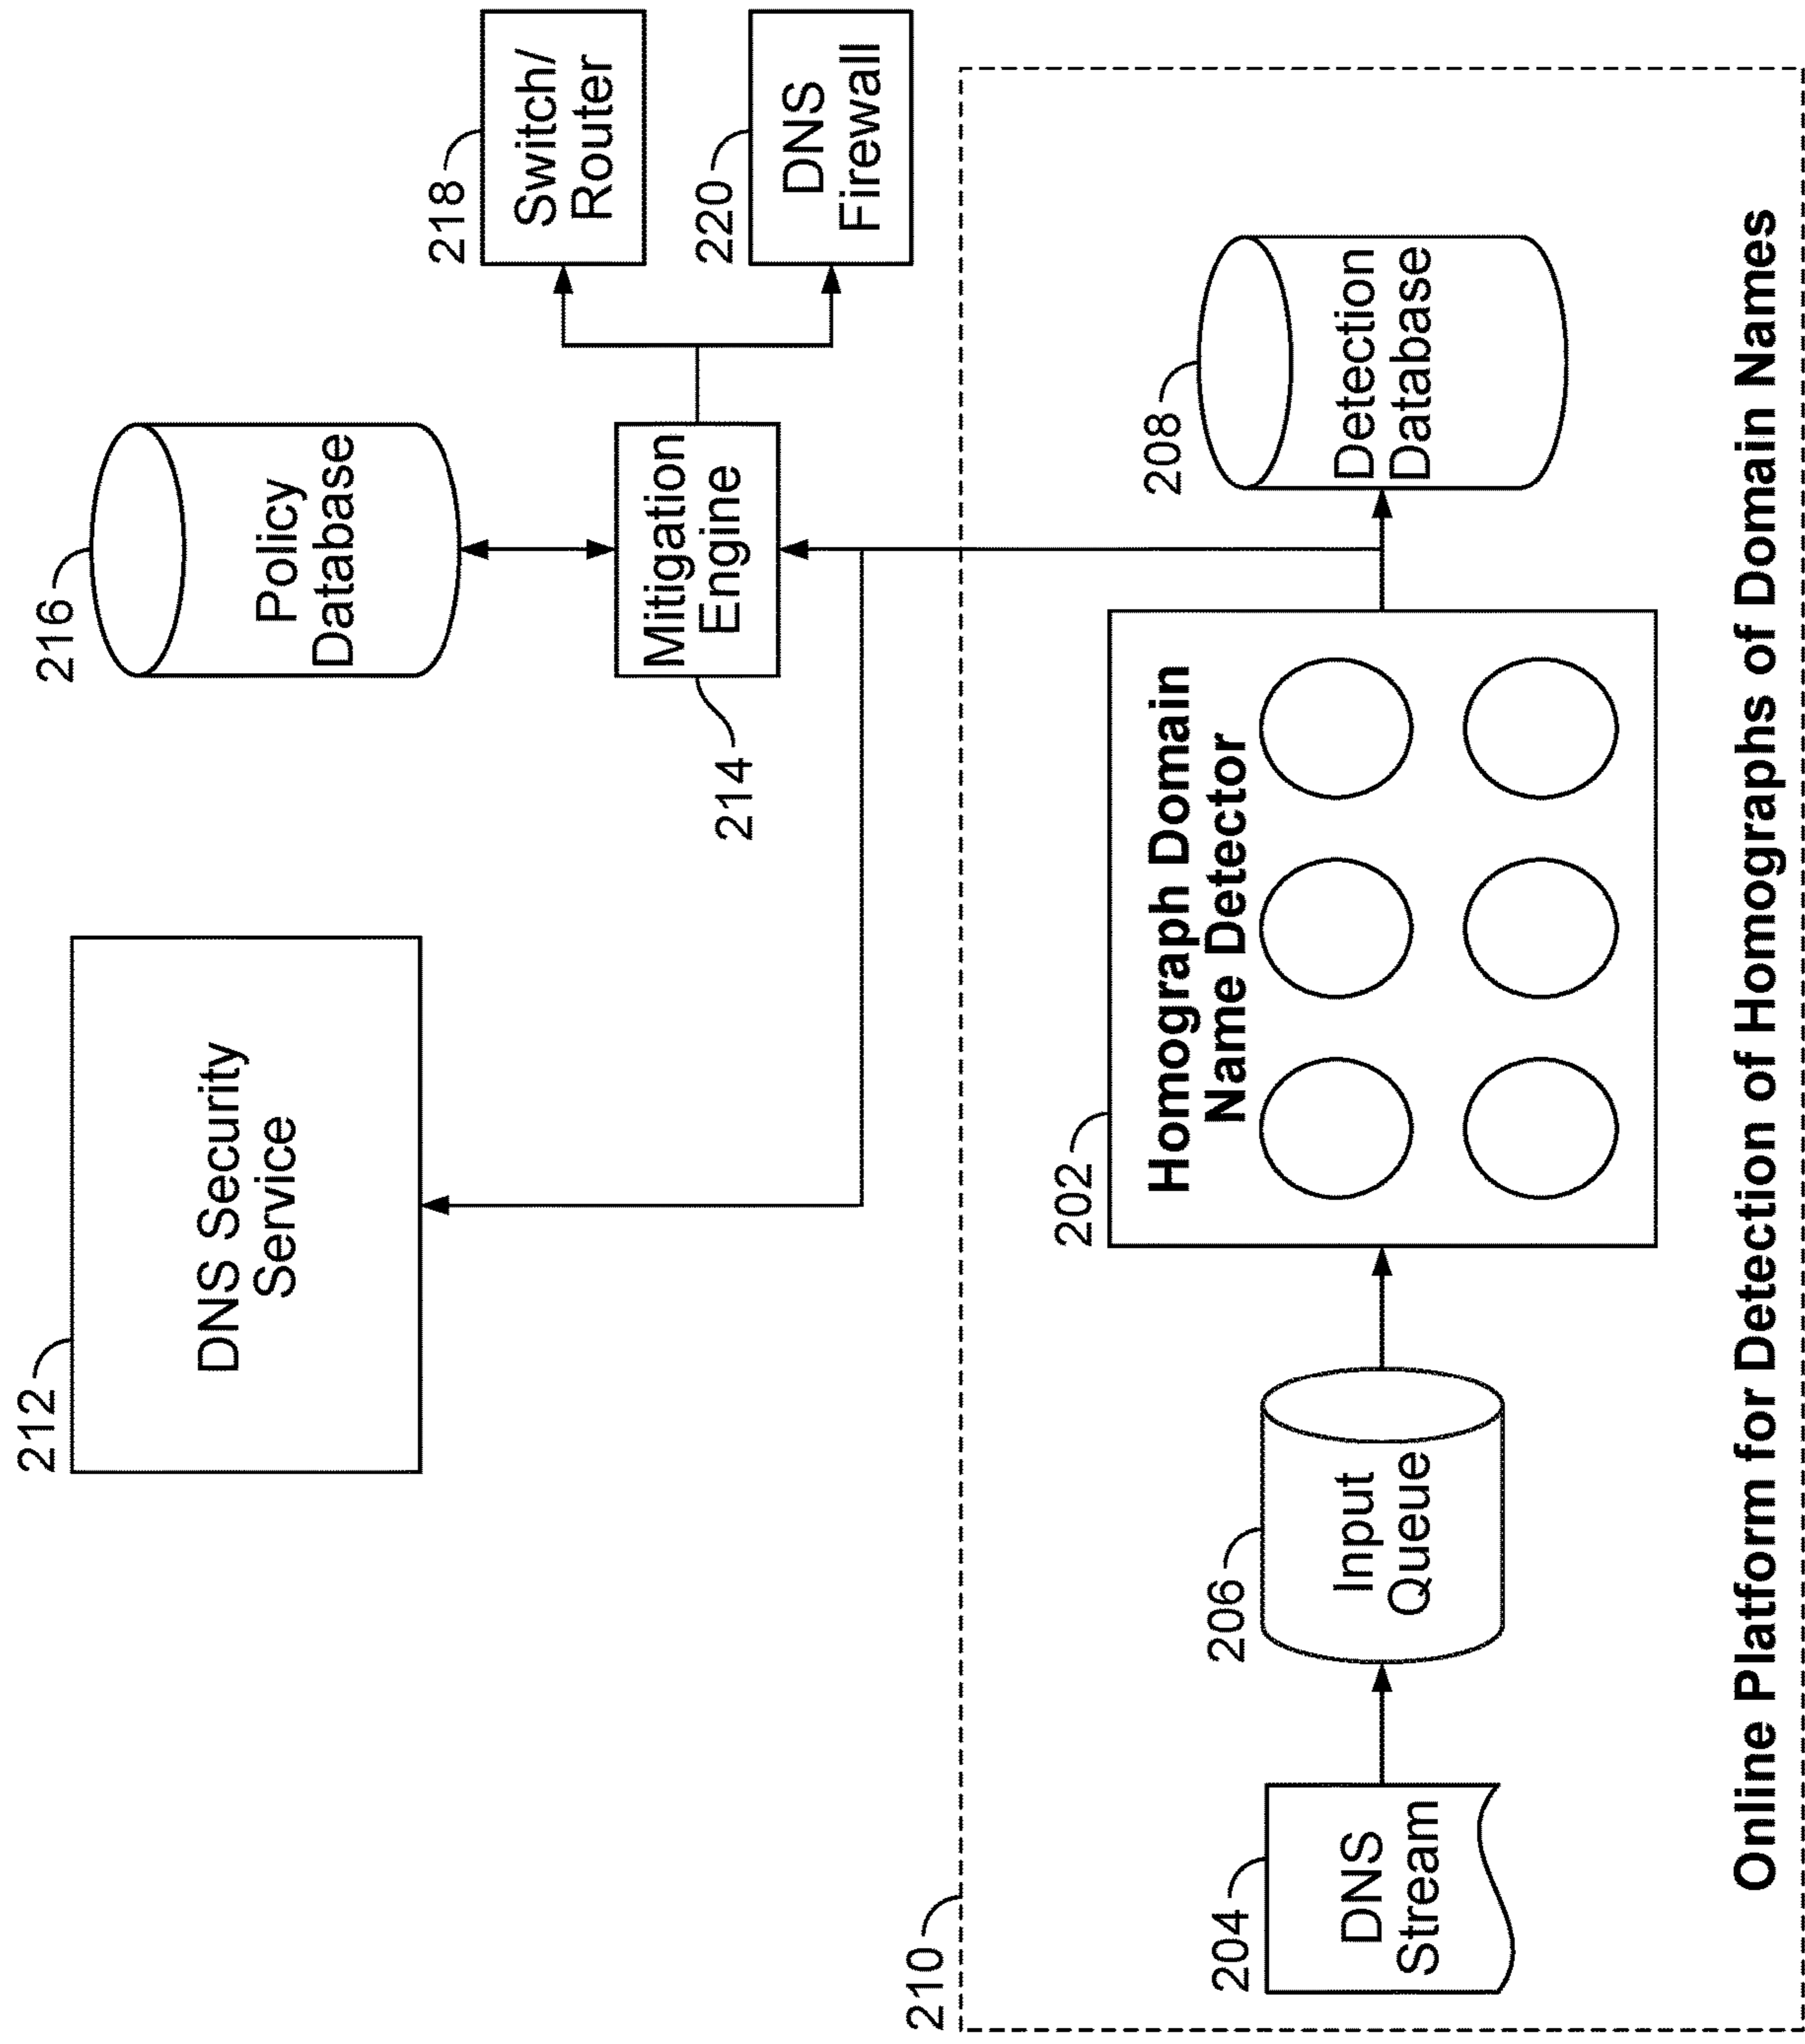 212
DNS Security
Service
216
Policy
Database
214
Mitigation
Engine
218
Switch/
Router
220
DNS
Firewall
210
204
DNS
Stream
206
Input
Queue
202
Homograph Domain
Name Detector
208
Detection
Database
Online Platform for Detection of Homographs of Domain Names